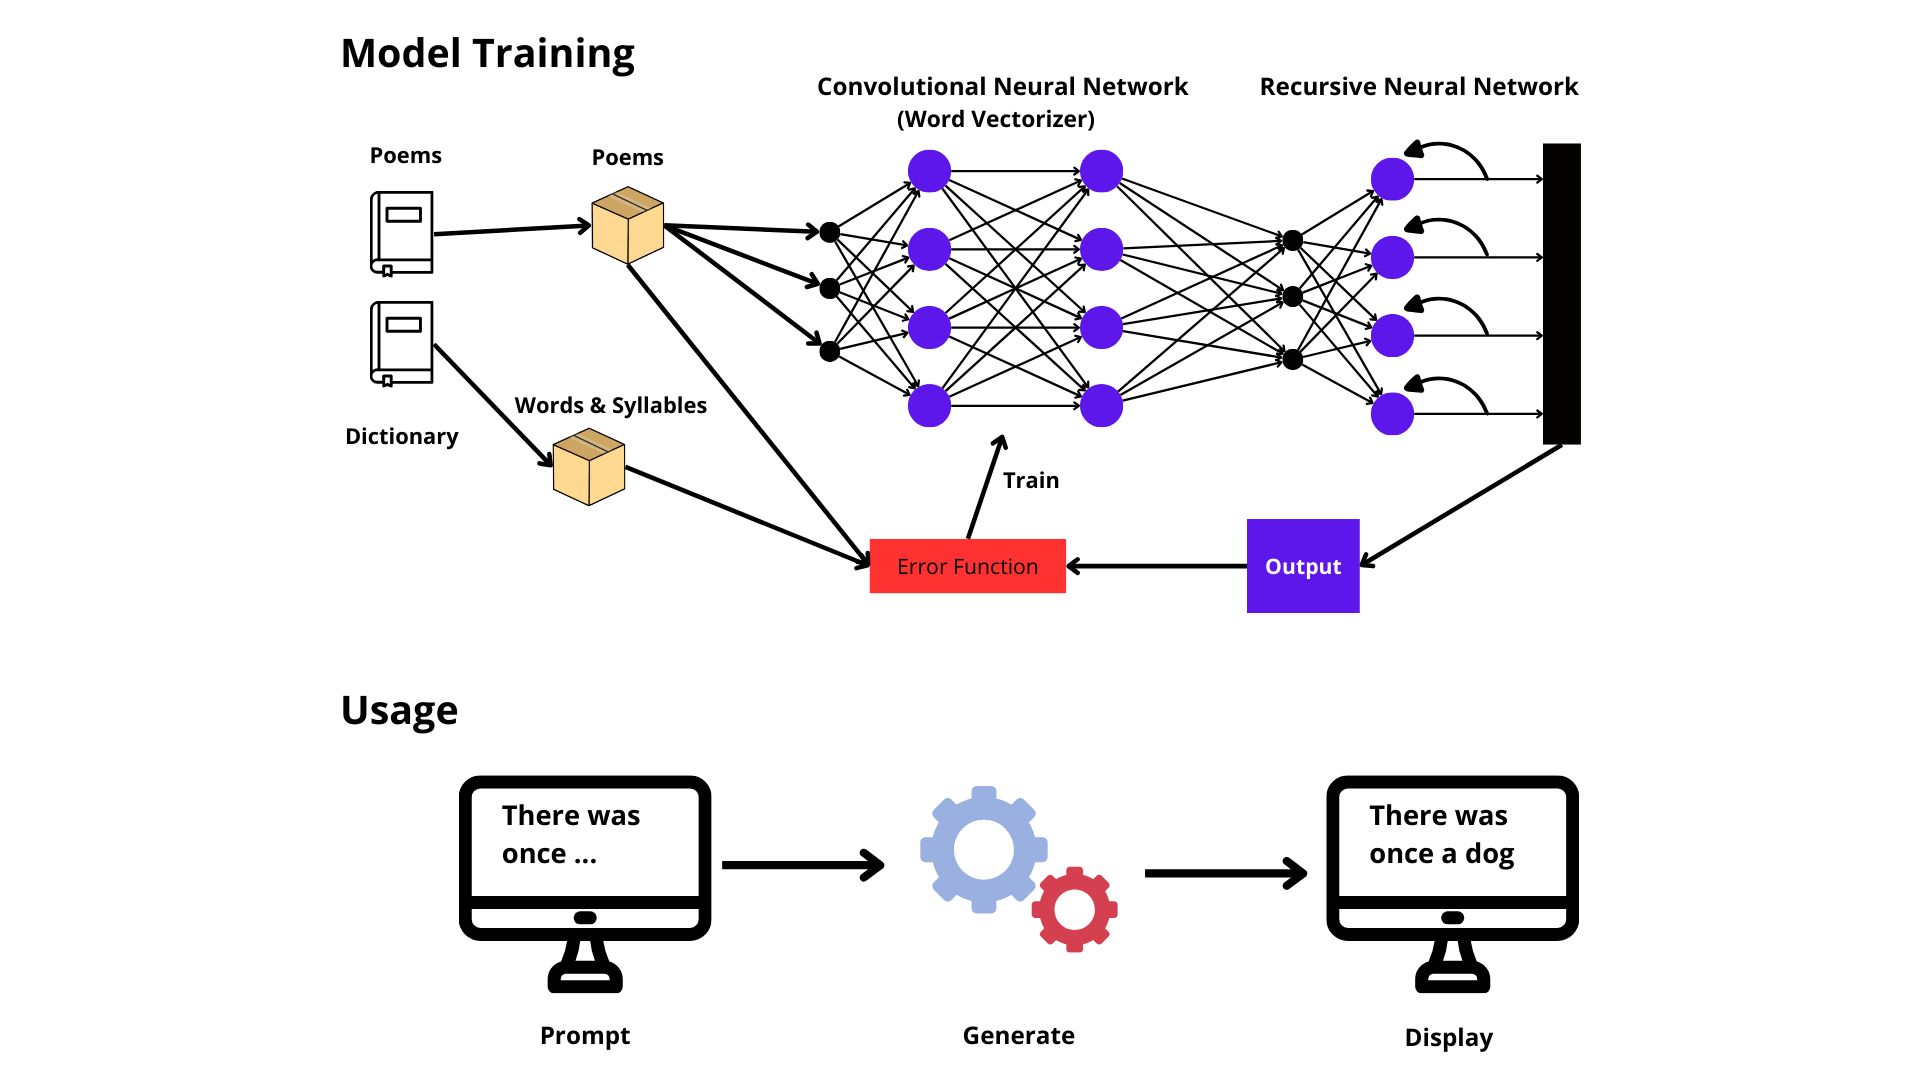 Model Training
Convolutional Neural Network
(Word Vectorizer)
Recursive Neural Network
Poems
Poems
Words & Syllables
Dictionary
Train
Error Function
Output
Usage
There was
once ...
There was
once a dog
Prompt
Generate
Display